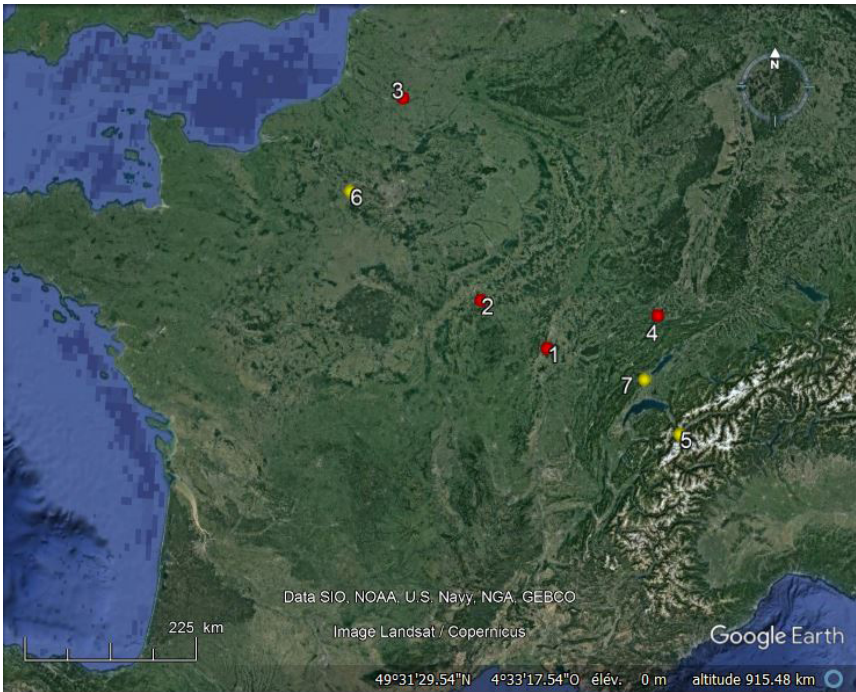 N
3
6
2
4
1
7
5
Data SIO, NOAA, U.S. Navy, NGA, GEBCO
225 km
Image Landsat / Copernicus
Google Earth
49°31'29.54"N 4°33'17.54"O élév. 0 m altitude 915.48 km